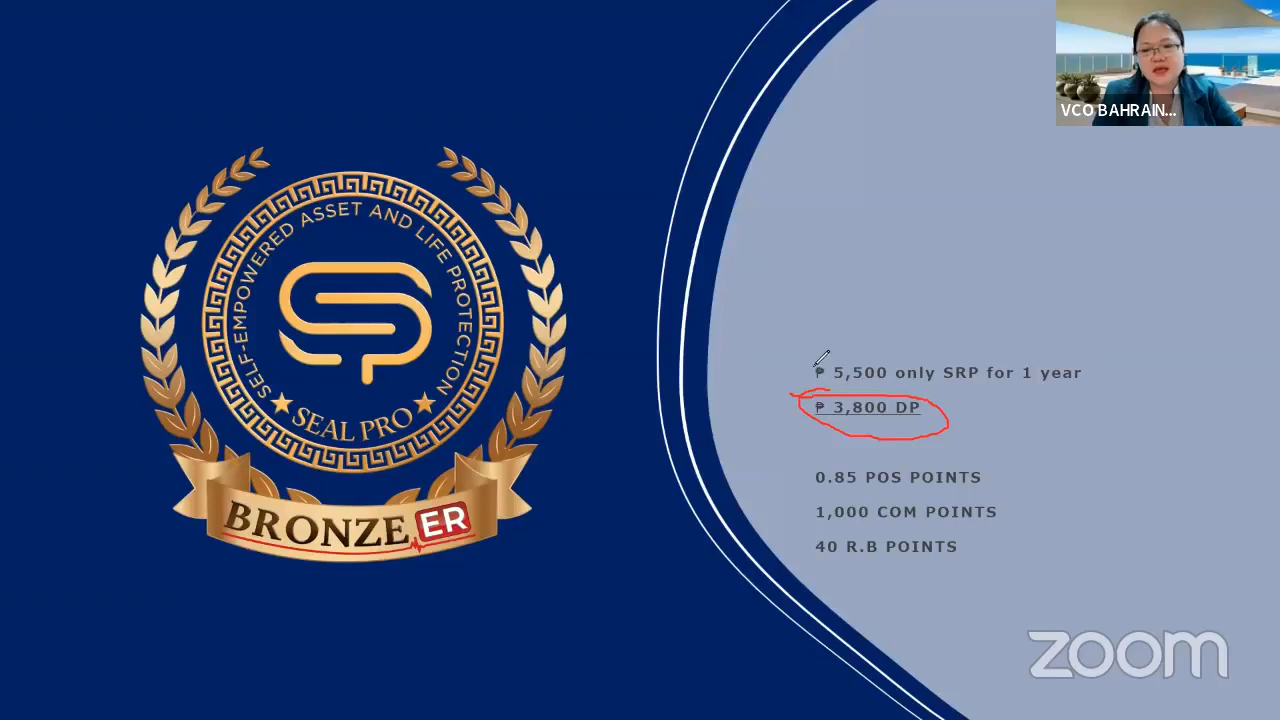 VCO BAHRAIN...
SELF-EMPOWERED ASSET AND LIFE PROTECTION
SP
SEAL PRO
BRONZE ER
₱ 5,500 only SRP for 1 year
₱ 3,800 DP
0.85 POS POINTS
1,000 COM POINTS
40 R.B POINTS
zoom